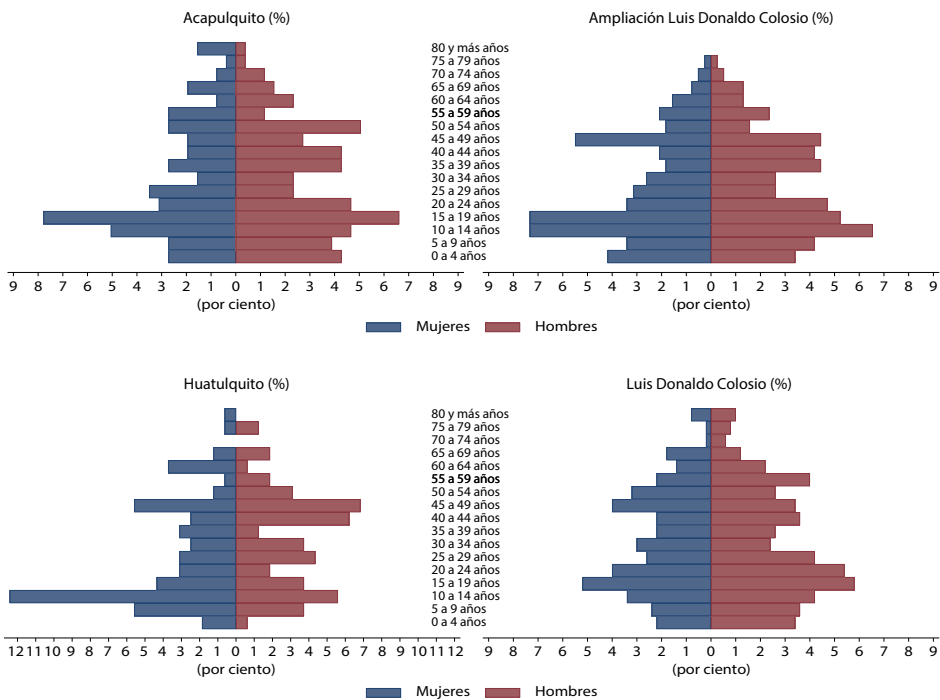 Acapulquito (%)
Ampliación Luis Donaldo Colosio (%)
80 y más años
75 a 79 años
70 a 74 años
65 a 69 años
60 a 64 años
55 a 59 años
50 a 54 años
45 a 49 años
40 a 44 años
35 a 39 años
30 a 34 años
25 a 29 años
20 a 24 años
15 a 19 años
10 a 14 años
5 a 9 años
0 a 4 años
9 8 7 6 5 4 3 2 1 0 1 2 3 4 5 6 7 8 9
9 8 7 6 5 4 3 2 1 0 1 2 3 4 5 6 7 8 9
(por ciento)
(por ciento)
Mujeres Hombres
Huatulquito (%)
Luis Donaldo Colosio (%)
80 y más años
75 a 79 años
70 a 74 años
65 a 69 años
60 a 64 años
55 a 59 años
50 a 54 años
45 a 49 años
40 a 44 años
35 a 39 años
30 a 34 años
25 a 29 años
20 a 24 años
15 a 19 años
10 a 14 años
5 a 9 años
0 a 4 años
12 11 10 9 8 7 6 5 4 3 2 1 0 1 2 3 4 5 6 7 8 9 10 11 12
9 8 7 6 5 4 3 2 1 0 1 2 3 4 5 6 7 8 9
(por ciento)
(por ciento)
Mujeres Hombres